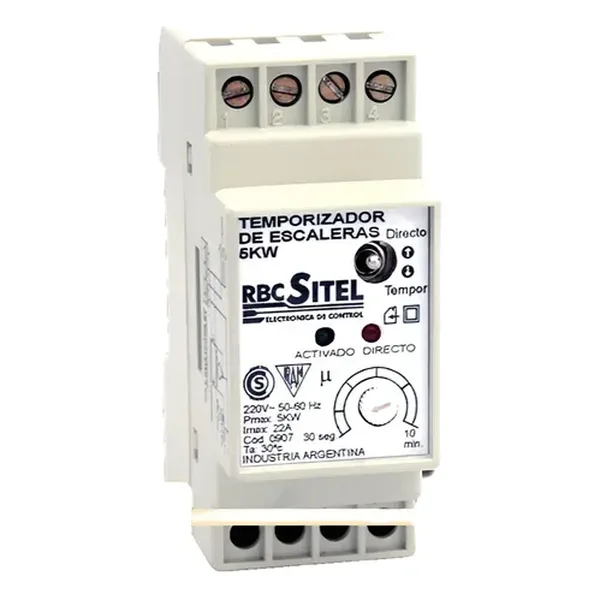 1 2 3 4
TEMPORIZADOR
DE ESCALERAS
5KW
Directo
Tempor
RBC SITEL
ELECTRONICA DE CONTROL
ACTIVADO DIRECTO
S IRAM µ
220V~ 50-60 Hz
Pmax. 5KW
Imax. 22A
Cod. 0907 30 seg
10
min.
Ta 30°c
INDUSTRIA ARGENTINA